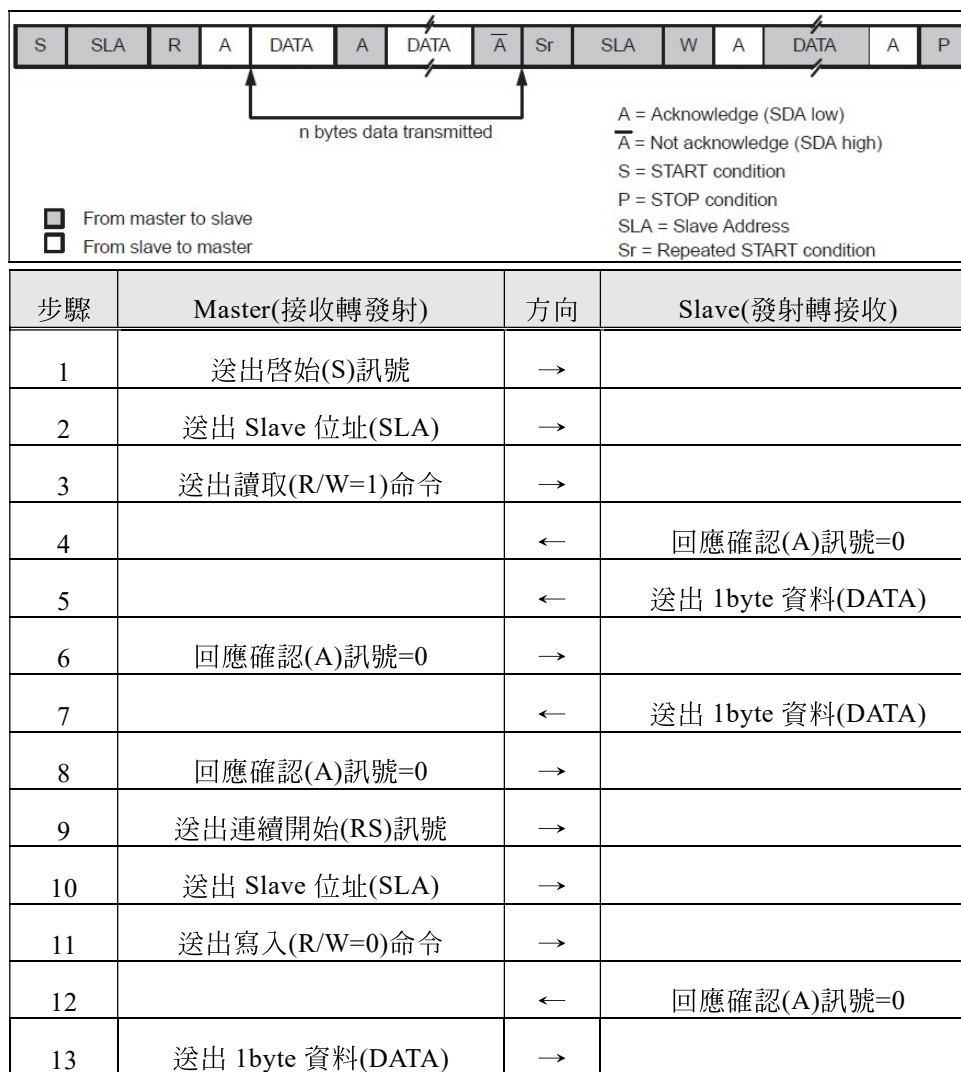 S SLA R A DATA A DATA A̅ Sr SLA W A DATA A P
n bytes data transmitted
A = Acknowledge (SDA low)
A̅ = Not acknowledge (SDA high)
S = START condition
P = STOP condition
SLA = Slave Address
Sr = Repeated START condition
From master to slave
From slave to master
步驟 Master(接收轉發射) 方向 Slave(發射轉接收)
1 送出啟始(S)訊號 →
2 送出 Slave 位址(SLA) →
3 送出讀取(R/W=1)命令 →
4 ← 回應確認(A)訊號=0
5 ← 送出 1byte 資料(DATA)
6 回應確認(A)訊號=0 →
7 ← 送出 1byte 資料(DATA)
8 回應確認(A)訊號=0 →
9 送出連續開始(RS)訊號 →
10 送出 Slave 位址(SLA) →
11 送出寫入(R/W=0)命令 →
12 ← 回應確認(A)訊號=0
13 送出 1byte 資料(DATA) →